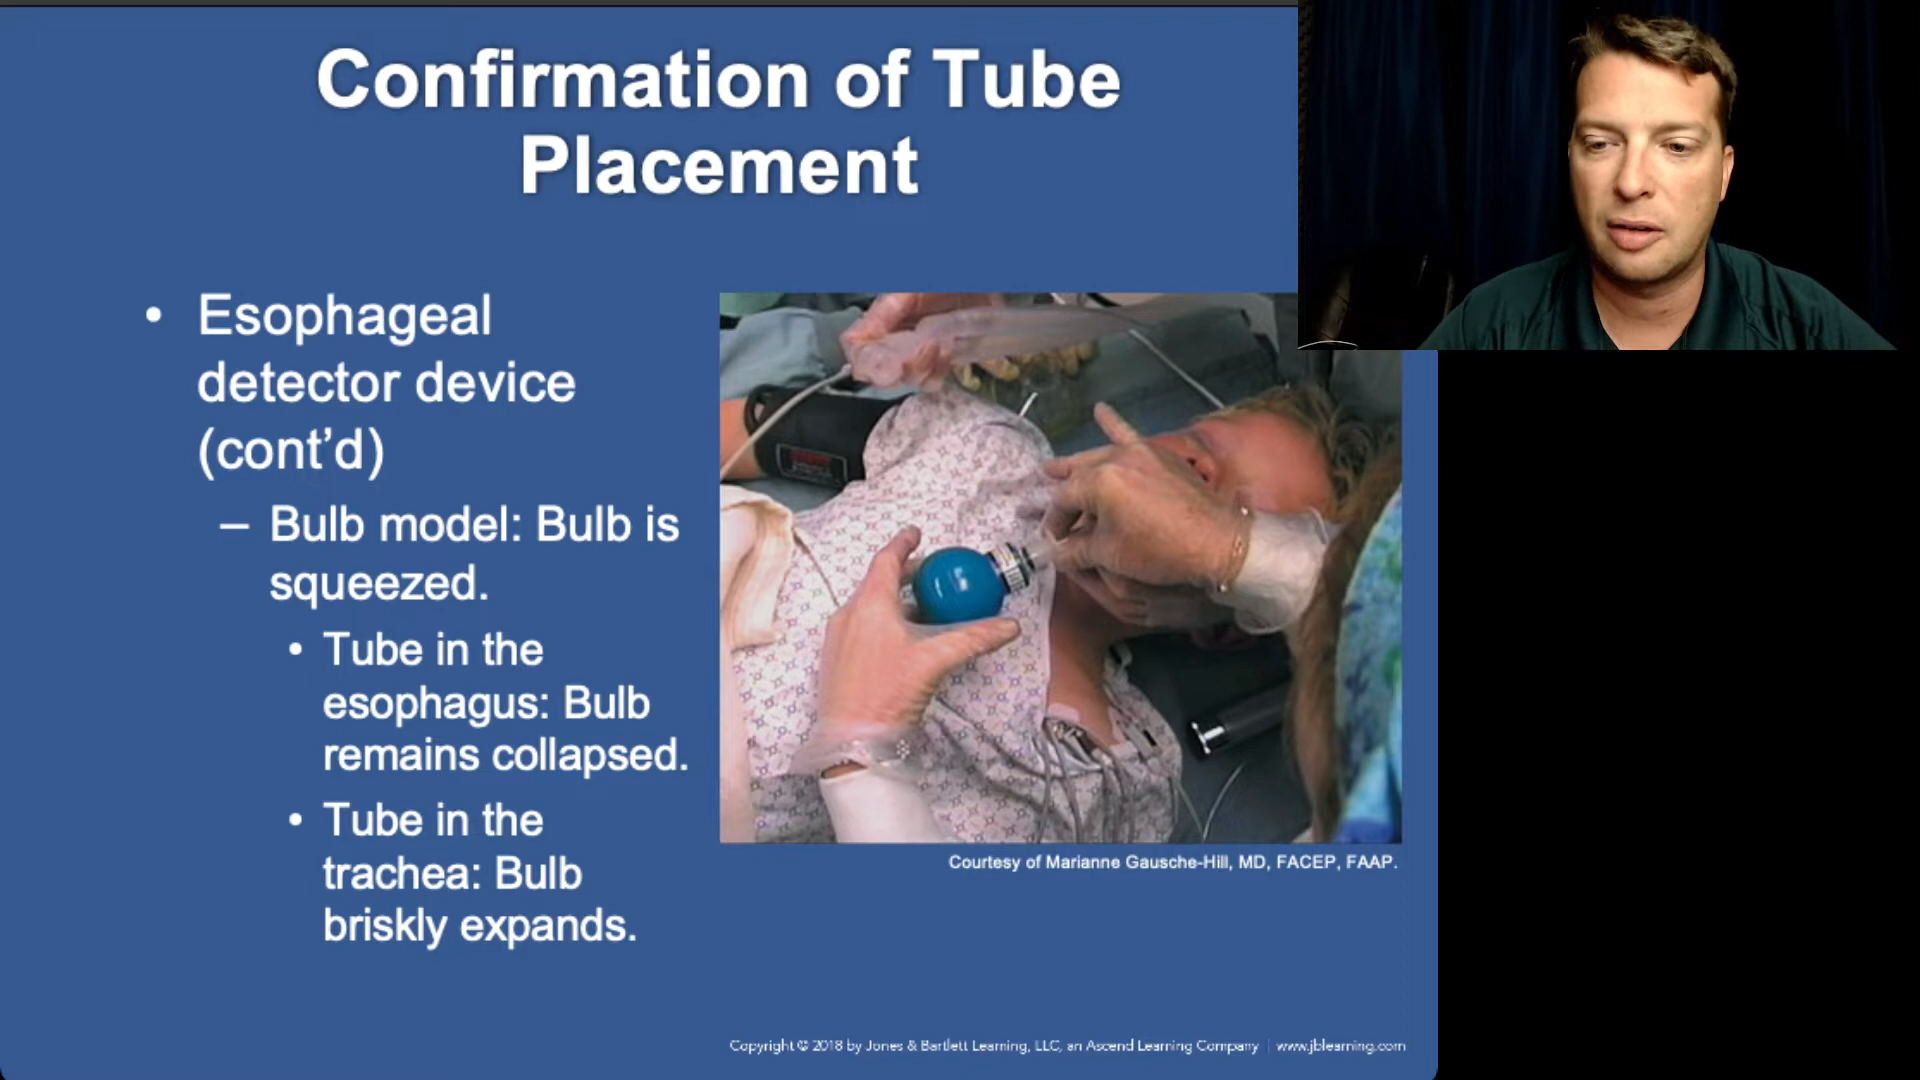 Confirmation of Tube
Placement
• Esophageal
detector device
(cont’d)
– Bulb model: Bulb is
squeezed.
• Tube in the
esophagus: Bulb
remains collapsed.
• Tube in the
trachea: Bulb
briskly expands.
Courtesy of Marianne Gausche-Hill, MD, FACEP, FAAP.
Copyright © 2018 by Jones & Bartlett Learning, LLC, an Ascend Learning Company | www.jblearning.com